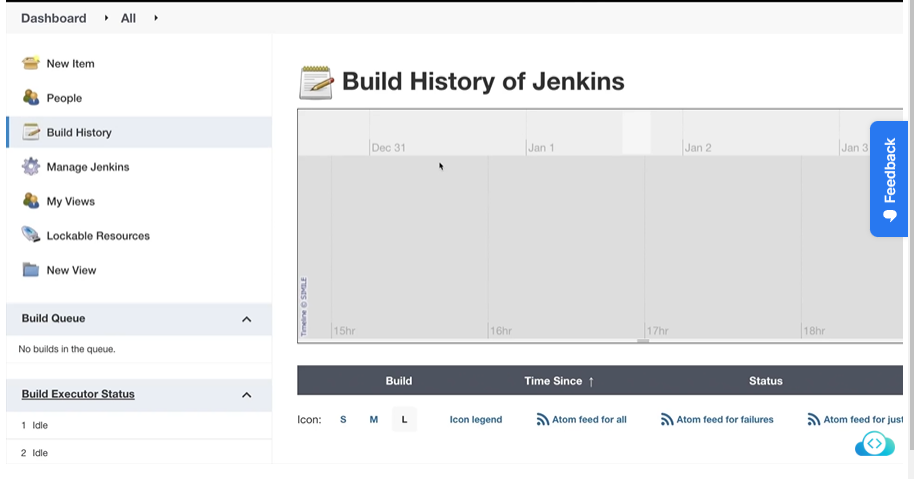 Dashboard All
New Item
People
Build History
Manage Jenkins
My Views
Lockable Resources
New View
Build Queue
No builds in the queue.
Build Executor Status
1 Idle
2 Idle
Build History of Jenkins
Dec 31 Jan 1 Jan 2 Jan 3
Timeline © SIMILE
15hr 16hr 17hr 18hr
Build Time Since ↑ Status
Icon: S M L Icon legend Atom feed for all Atom feed for failures Atom feed for just
Feedback